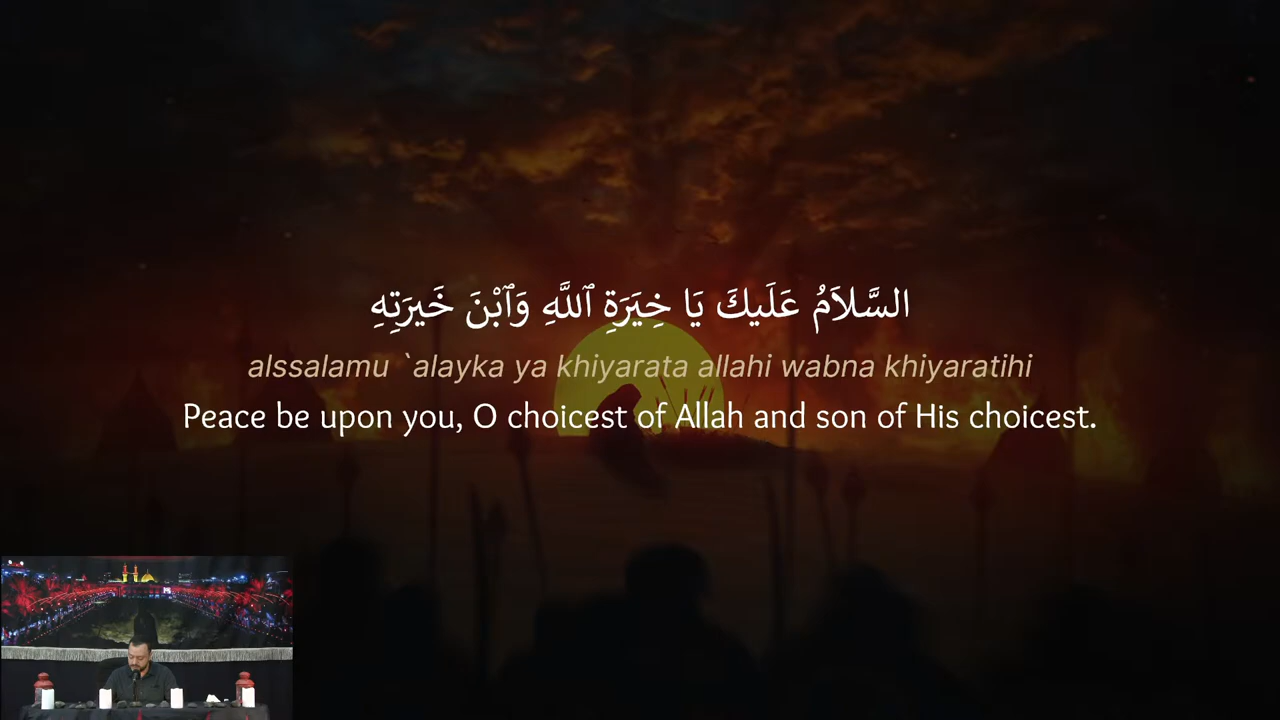 السَّلاَمُ عَلَيكَ يَا خِيَرَةِ ٱللَّهِ وَٱبْنَ خَيرَتِهِ
alssalamu `alayka ya khiyarata allahi wabna khiyaratihi
Peace be upon you, O choicest of Allah and son of His choicest.